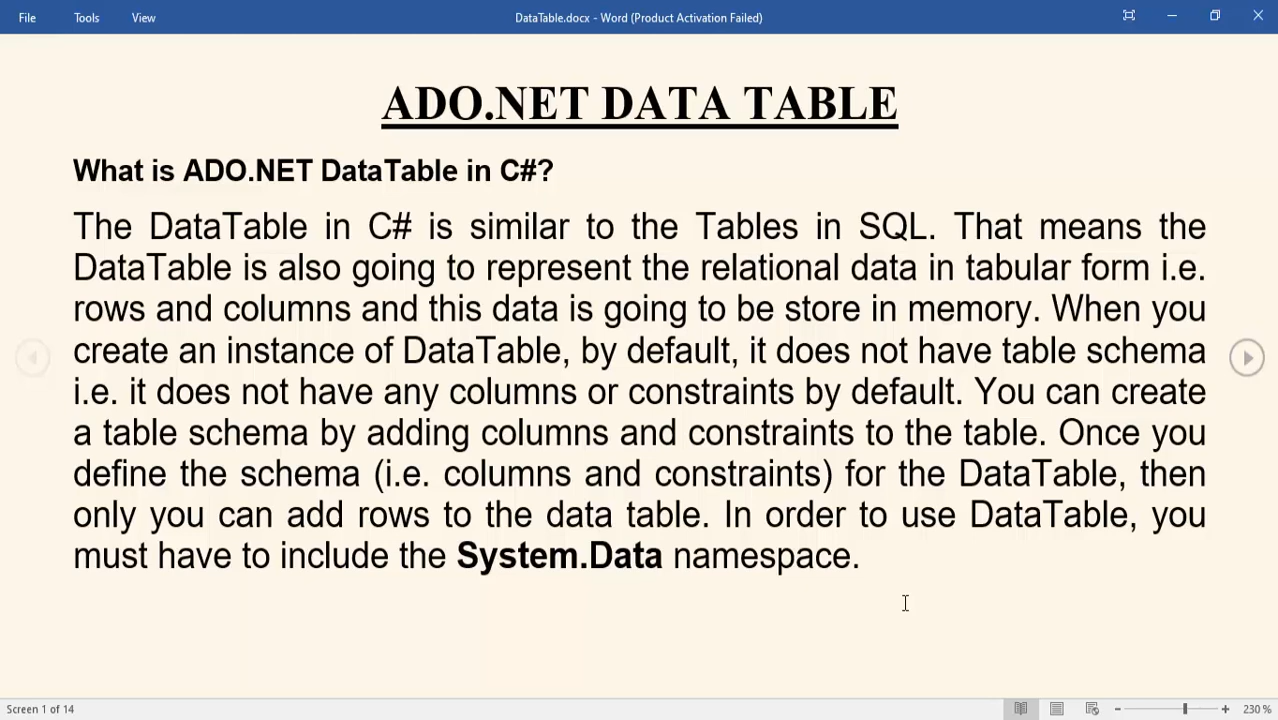 File Tools View DataTable.docx - Word (Product Activation Failed)
ADO.NET DATA TABLE
What is ADO.NET DataTable in C#?
The DataTable in C# is similar to the Tables in SQL. That means the
DataTable is also going to represent the relational data in tabular form i.e.
rows and columns and this data is going to be store in memory. When you
create an instance of DataTable, by default, it does not have table schema
i.e. it does not have any columns or constraints by default. You can create
a table schema by adding columns and constraints to the table. Once you
define the schema (i.e. columns and constraints) for the DataTable, then
only you can add rows to the data table. In order to use DataTable, you
must have to include the System.Data namespace.
Screen 1 of 14 230 %